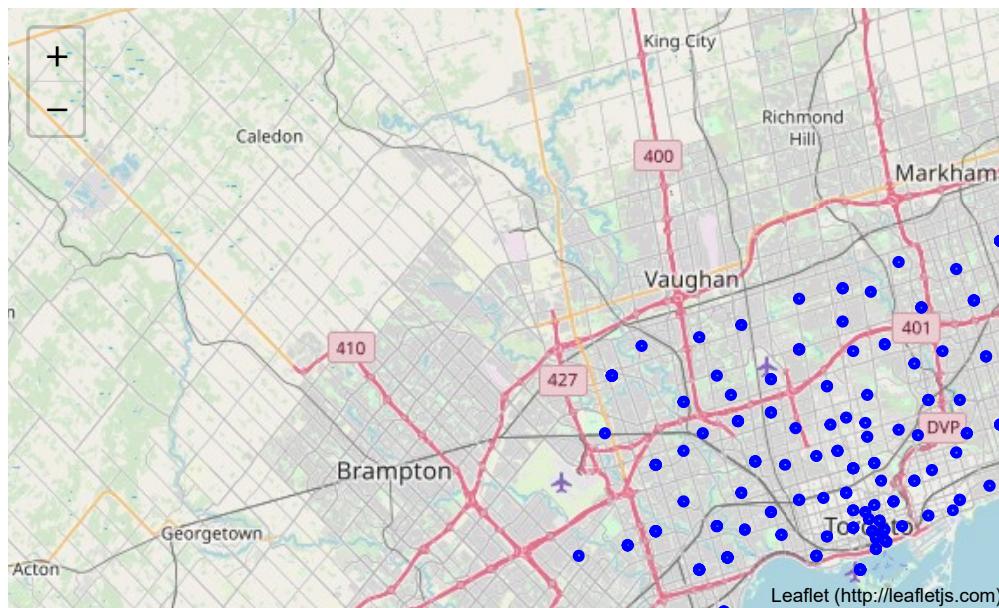 +
King City
Richmond
Hill
Caledon
400
Markham
−
Vaughan
n
401
410
427
DVP
Brampton
Georgetown
Toronto
Acton
Leaflet (http://leafletjs.com)